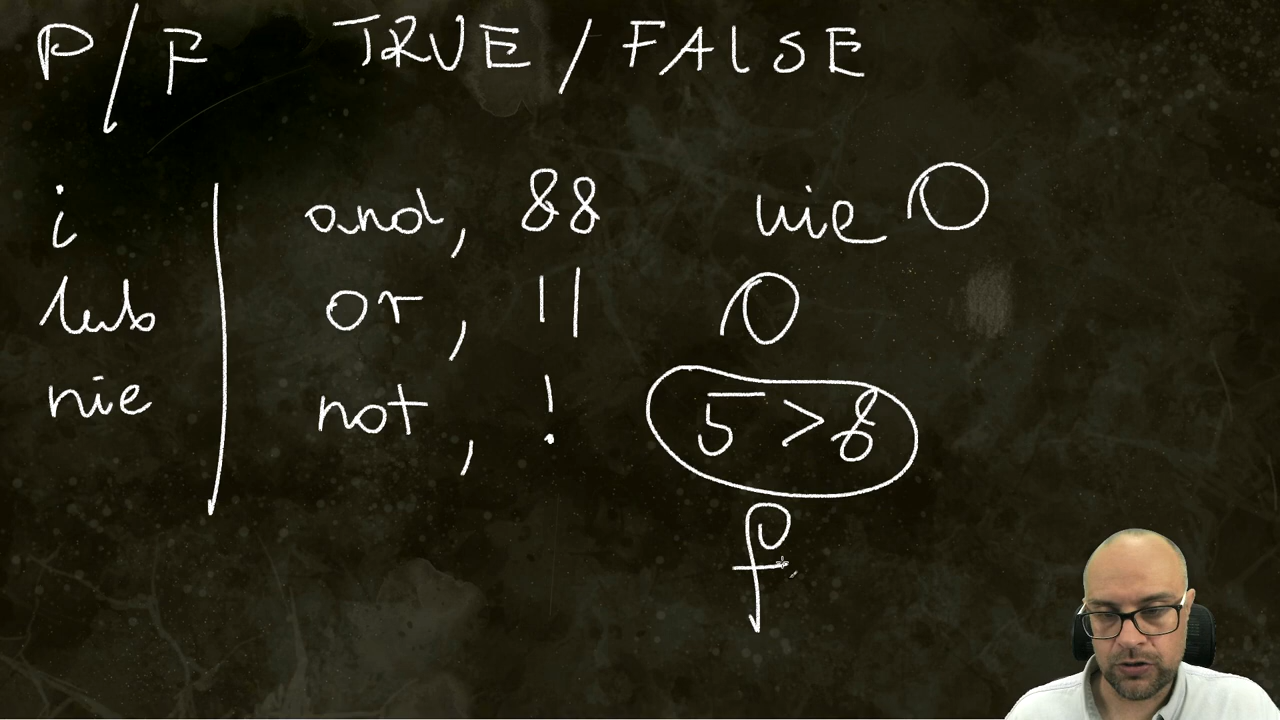 P/F TRUE/FALSE
i and, && nie 0
lub or, || 0
nie not, ! 5>8
f